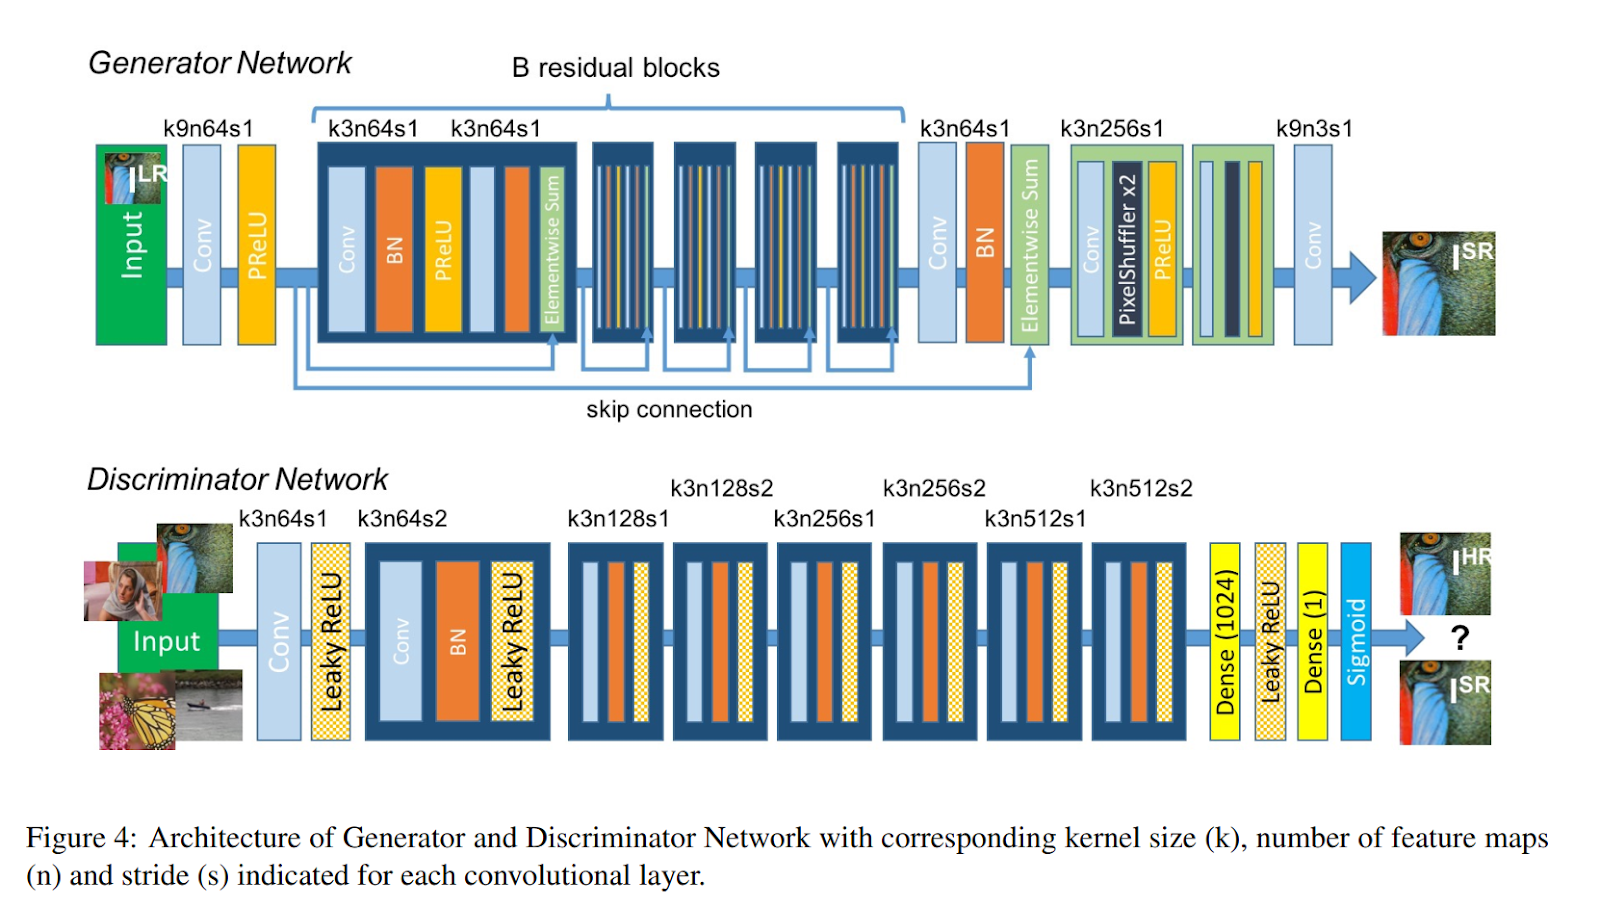 Generator Network
B residual blocks
k9n64s1
k3n64s1
k3n64s1
k3n64s1
k3n256s1
k9n3s1
I LR
Input
Conv
PReLU
Conv
BN
PReLU
Elementwise Sum
Conv
BN
Elementwise Sum
Conv
PixelShuffler x2
PReLU
Conv
I SR
skip connection
Discriminator Network
k3n64s1
k3n64s2
k3n128s1
k3n128s2
k3n256s1
k3n256s2
k3n512s1
k3n512s2
Input
Conv
Leaky ReLU
Conv
BN
Leaky ReLU
Dense (1024)
Leaky ReLU
Dense (1)
Sigmoid
I HR
?
I SR
Figure 4: Architecture of Generator and Discriminator Network with corresponding kernel size (k), number of feature maps
(n) and stride (s) indicated for each convolutional layer.